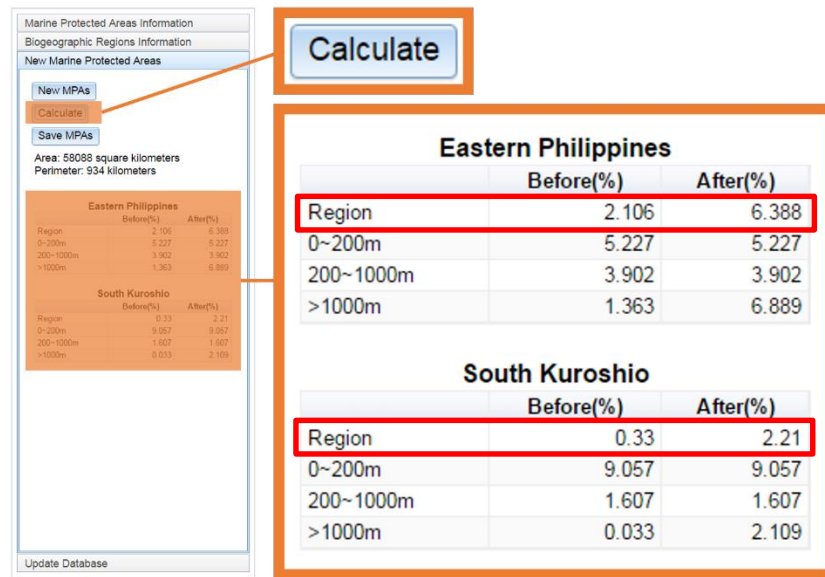 Marine Protected Areas Information
Biogeographic Regions Information
New Marine Protected Areas
New MPAs
Calculate
Save MPAs
Area: 58088 square kilometers
Perimeter: 934 kilometers
Eastern Philippines
Before(%) After(%)
Region 2.106 6.388
0~200m 5.227 5.227
200~1000m 3.902 3.902
>1000m 1.363 6.889
South Kuroshio
Before(%) After(%)
Region 0.33 2.21
0~200m 9.057 9.057
200~1000m 1.607 1.607
>1000m 0.033 2.109
Update Database
Calculate
Eastern Philippines
Before(%) After(%)
Region 2.106 6.388
0~200m 5.227 5.227
200~1000m 3.902 3.902
>1000m 1.363 6.889
South Kuroshio
Before(%) After(%)
Region 0.33 2.21
0~200m 9.057 9.057
200~1000m 1.607 1.607
>1000m 0.033 2.109